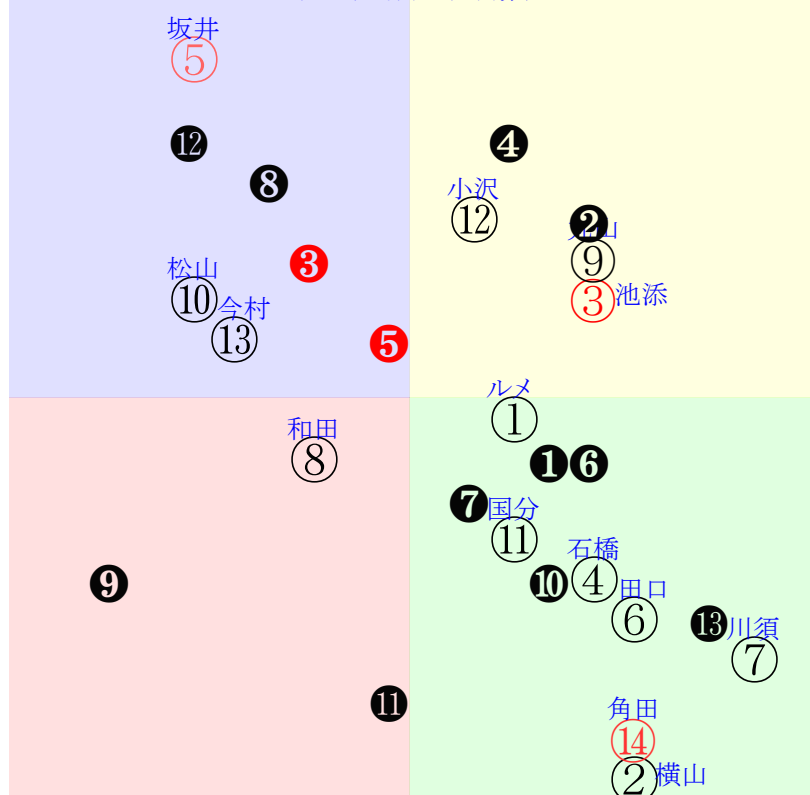 坂井
⑤
⓬
❹
❽
小沢
⑫
❷
⑨
❸
松山
⑩
③池添
今村
⑬
❺
ルメ
①
和田
⑧
❶❻
❼国分
⑪
石橋
④
❾
❿
田口
⑥
⓭川須
⑦
⓫
角田
⑭
②横山